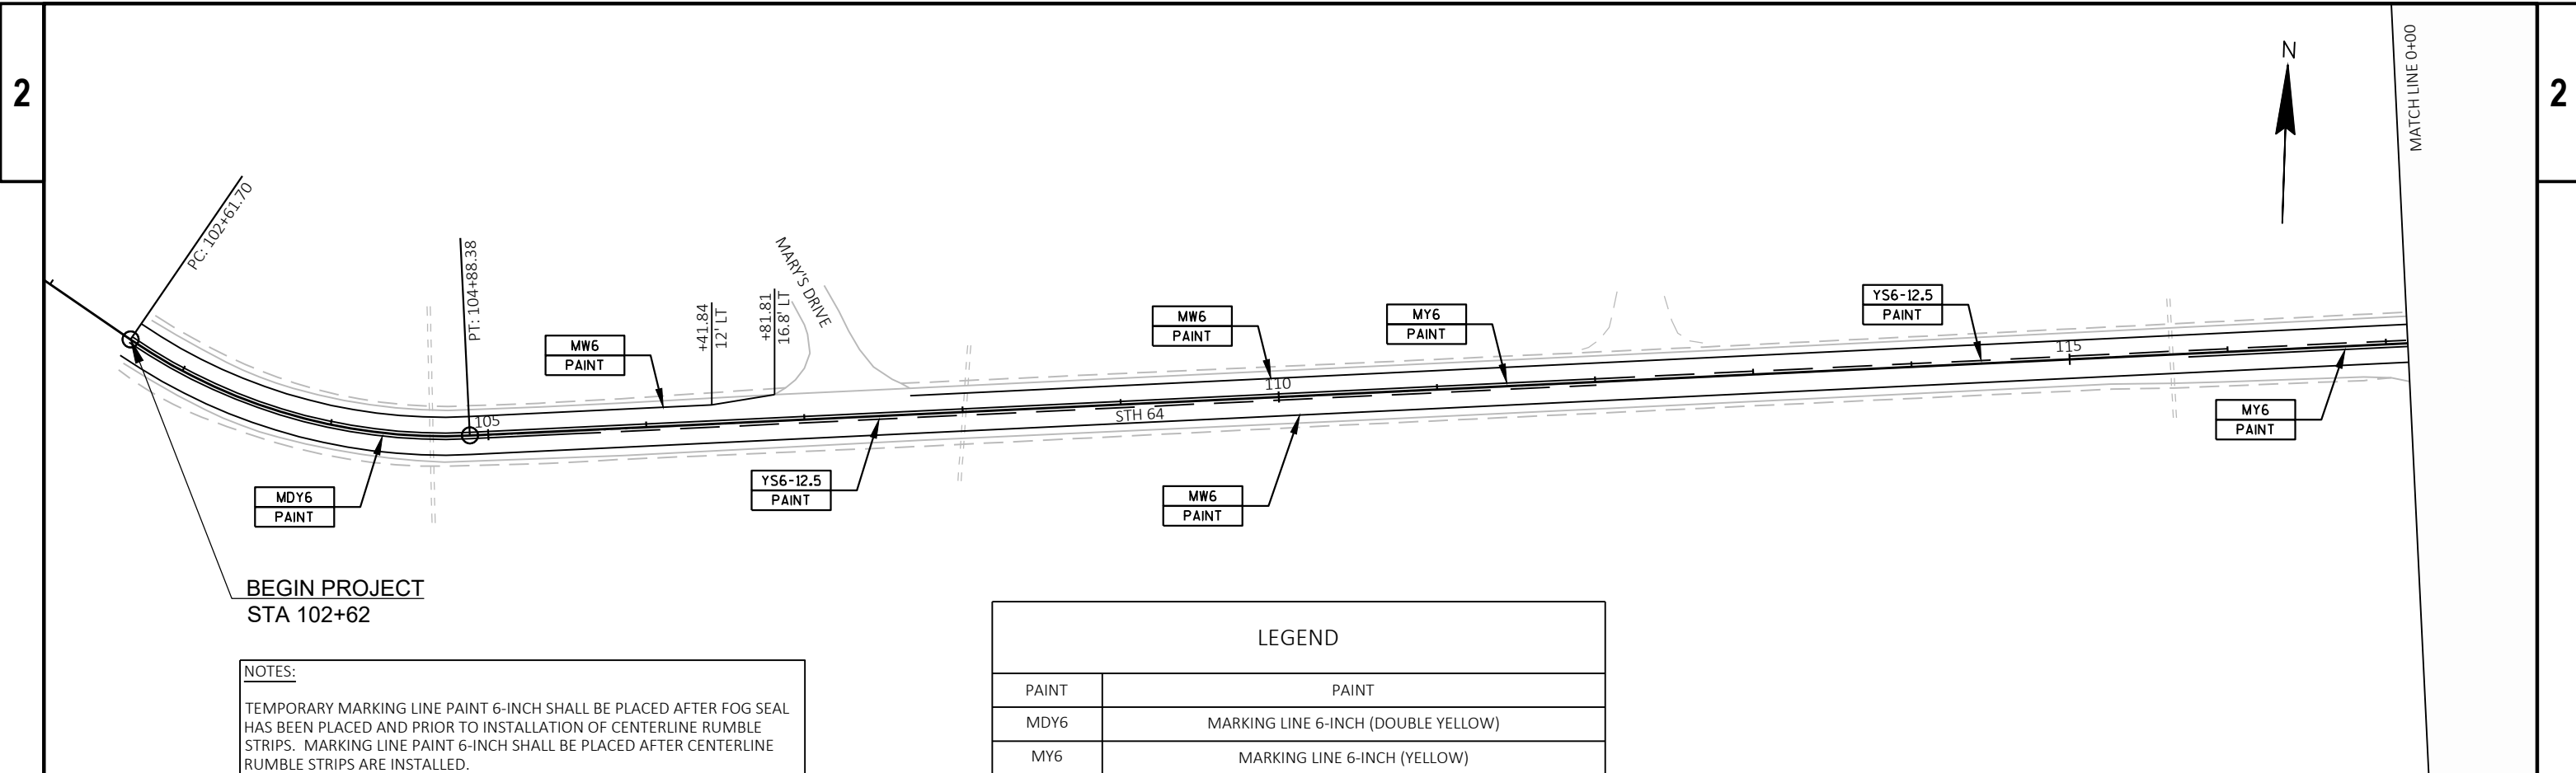 2
2
N
MATCH LINE 0+00
PC: 102+61.70
PT: 104+88.38
+41.84
12' LT
+81.81
16.8' LT
MARY'S DRIVE
MW6
PAINT
MW6
PAINT
MY6
PAINT
YS6-12.5
PAINT
105
110
115
STH 64
MDY6
PAINT
YS6-12.5
PAINT
MW6
PAINT
MY6
PAINT
BEGIN PROJECT
STA 102+62
NOTES:
TEMPORARY MARKING LINE PAINT 6-INCH SHALL BE PLACED AFTER FOG SEAL
HAS BEEN PLACED AND PRIOR TO INSTALLATION OF CENTERLINE RUMBLE
STRIPS. MARKING LINE PAINT 6-INCH SHALL BE PLACED AFTER CENTERLINE
RUMBLE STRIPS ARE INSTALLED.
LEGEND
PAINT PAINT
MDY6 MARKING LINE 6-INCH (DOUBLE YELLOW)
MY6 MARKING LINE 6-INCH (YELLOW)